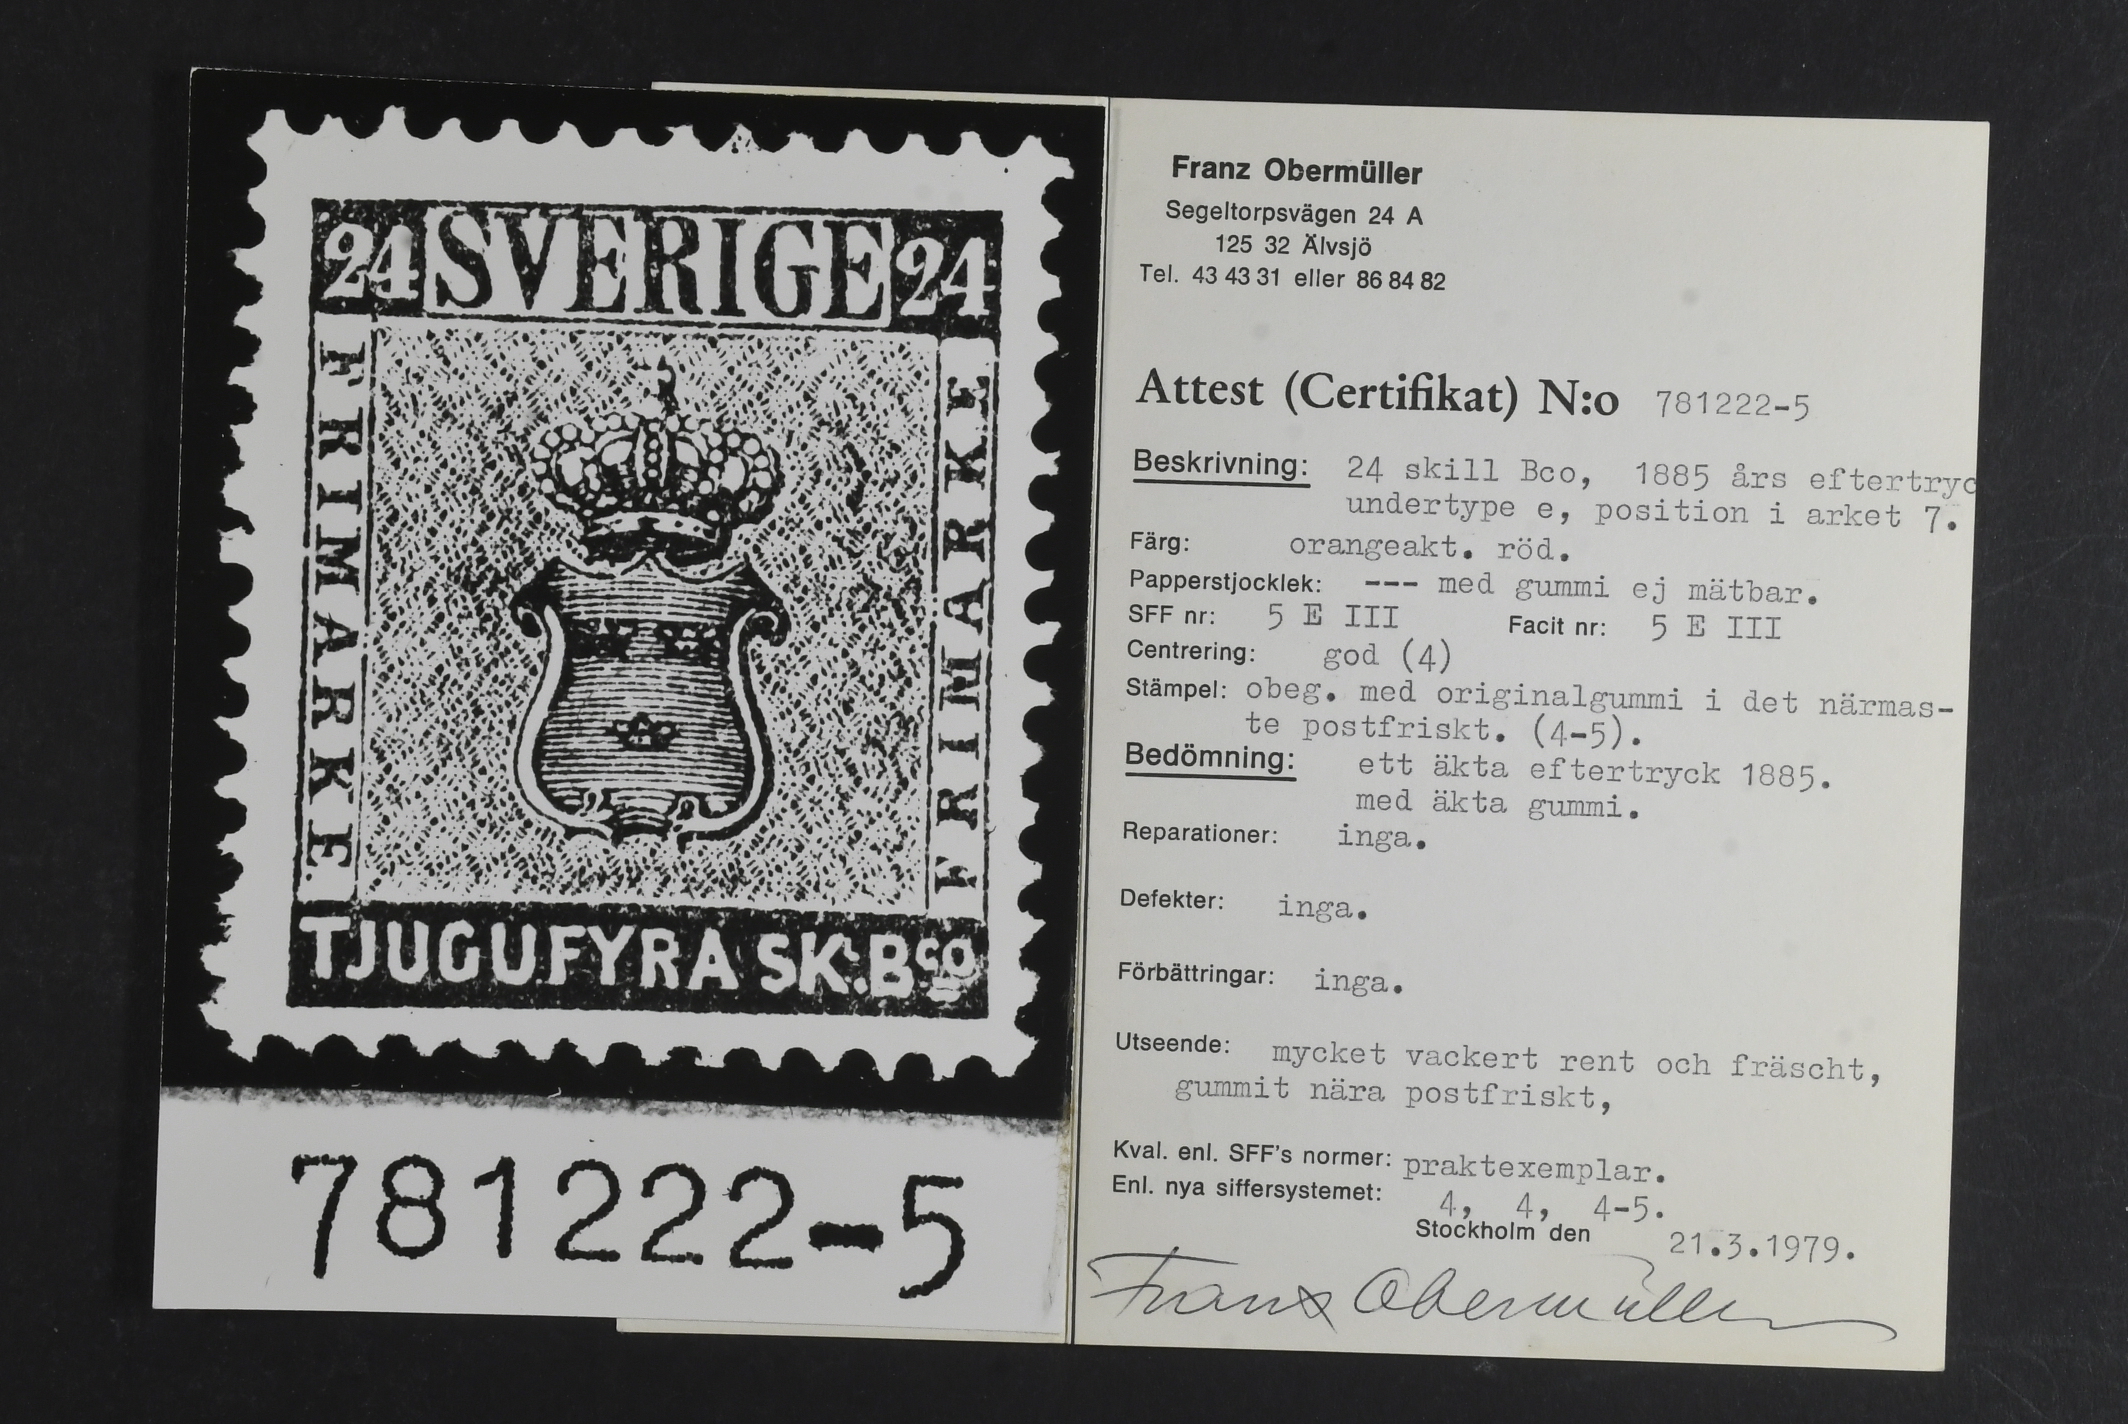 24 SVERIGE 24
FRIMARKE
FRIMARKE
TJUGUFYRA SK: Bco
781222-5
Franz Obermüller
Segeltorpsvägen 24 A
125 32 Älvsjö
Tel. 43 43 31 eller 86 84 82
Attest (Certifikat) N:o 781222-5
Beskrivning: 24 skill Bco, 1885 års eftertryc
undertype e, position i arket 7.
Färg: orangeakt. röd.
Papperstjocklek: --- med gummi ej mätbar.
SFF nr: 5 E III Facit nr: 5 E III
Centrering: god (4)
Stämpel: obeg. med originalgummi i det närmas-
te postfriskt. (4-5).
Bedömning: ett äkta eftertryck 1885.
med äkta gummi.
Reparationer: inga.
Defekter: inga.
Förbättringar: inga.
Utseende: mycket vackert rent och fräscht,
gummit nära postfriskt,
Kval. enl. SFF's normer: praktexemplar.
Enl. nya siffersystemet: 4, 4, 4-5.
Stockholm den 21.3.1979.
Franz Obermüller